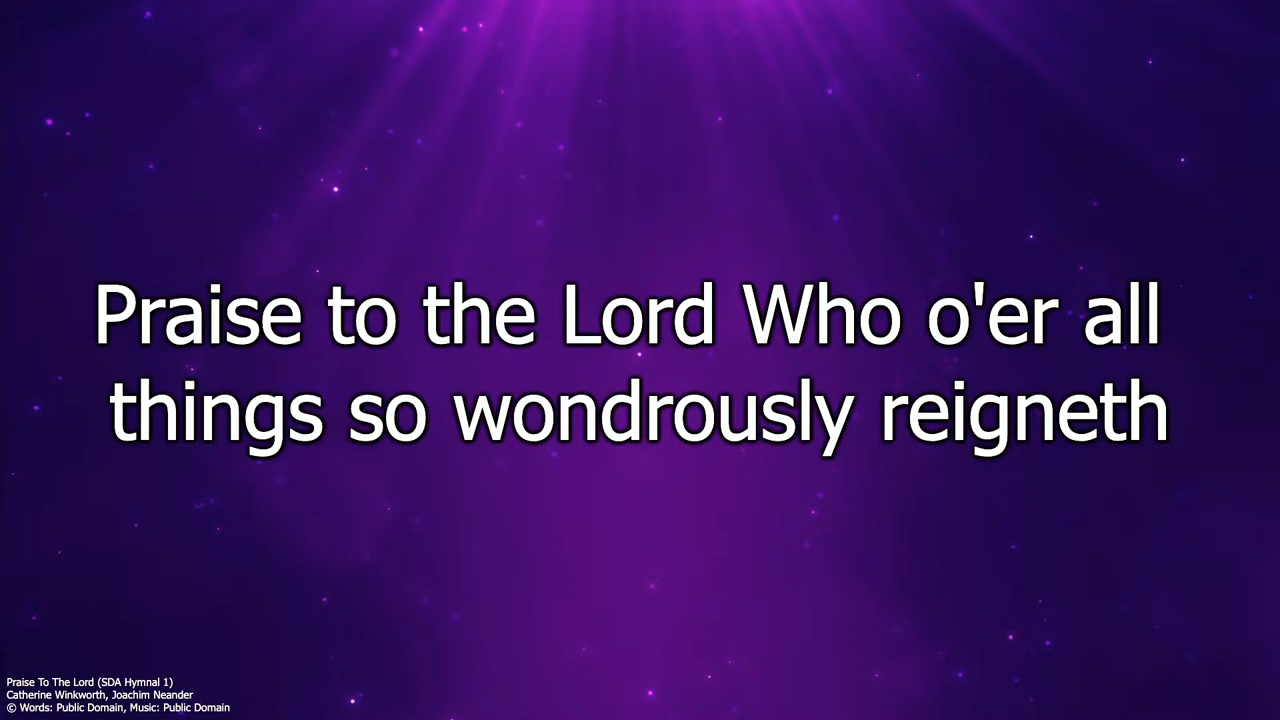 Praise to the Lord Who o'er all
things so wondrously reigneth
Praise To The Lord (SDA Hymnal 1)
Catherine Winkworth, Joachim Neander
© Words: Public Domain, Music: Public Domain